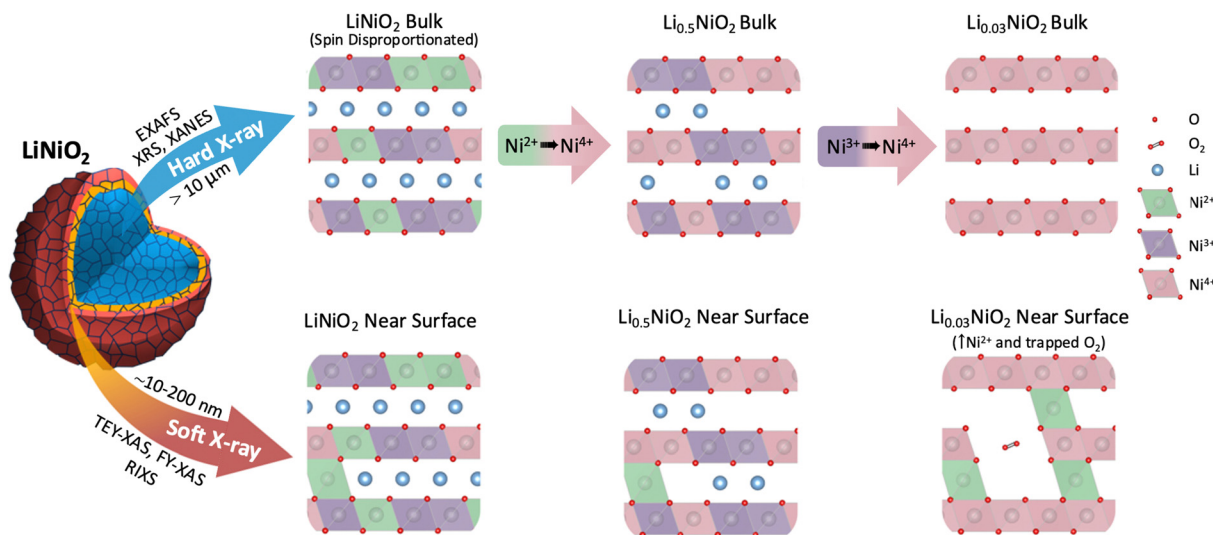 LiNiO₂
EXAFS
XRS, XANES
Hard X-ray
> 10 µm
LiNiO₂ Bulk
(Spin Disproportionated)
Ni²⁺ ⇢ Ni⁴⁺
Li₀.₅NiO₂ Bulk
Ni³⁺ ⇢ Ni⁴⁺
Li₀.₀₃NiO₂ Bulk
O
O₂
Li
Ni²⁺
Ni³⁺
Ni⁴⁺
~10-200 nm
Soft X-ray
TEY-XAS, FY-XAS
RIXS
LiNiO₂ Near Surface
Li₀.₅NiO₂ Near Surface
Li₀.₀₃NiO₂ Near Surface
(↑Ni²⁺ and trapped O₂)